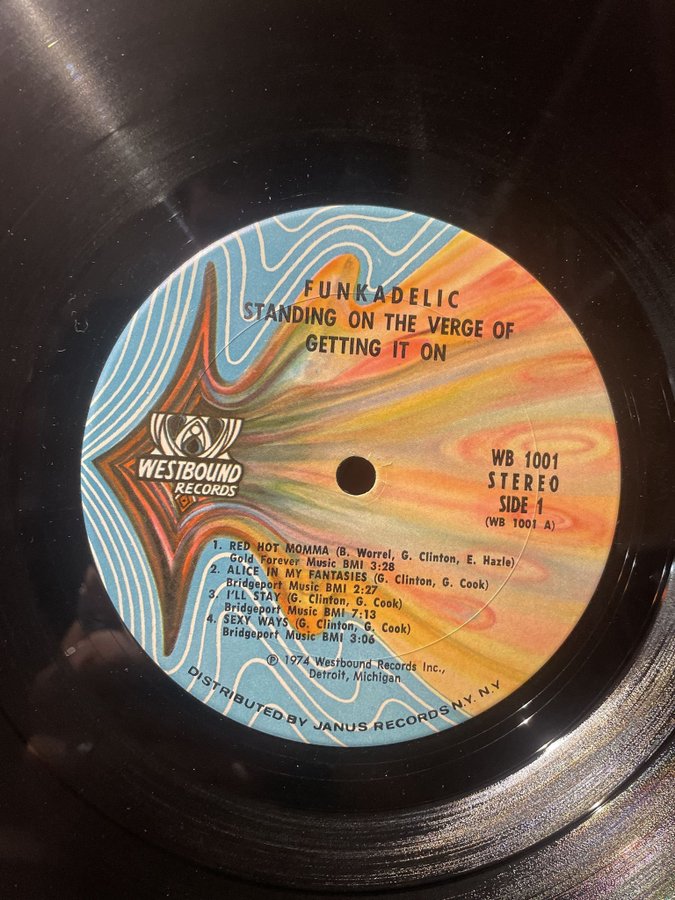 FUNKADELIC
STANDING ON THE VERGE OF
GETTING IT ON
WESTBOUND
RECORDS
WB 1001
STEREO
SIDE 1
(WB 1001 A)
1. RED HOT MOMMA (B. Worrel, G. Clinton, E. Hazle)
Gold Forever Music BMI 3:28
2. ALICE IN MY FANTASIES (G. Clinton, G. Cook)
Bridgeport Music BMI 2:27
3. I'LL STAY (G. Clinton, G. Cook)
Bridgeport Music BMI 7:13
4. SEXY WAYS (G. Clinton, G. Cook)
Bridgeport Music BMI 3:06
℗ 1974 Westbound Records Inc.,
Detroit, Michigan
DISTRIBUTED BY JANUS RECORDS N.Y. N.Y